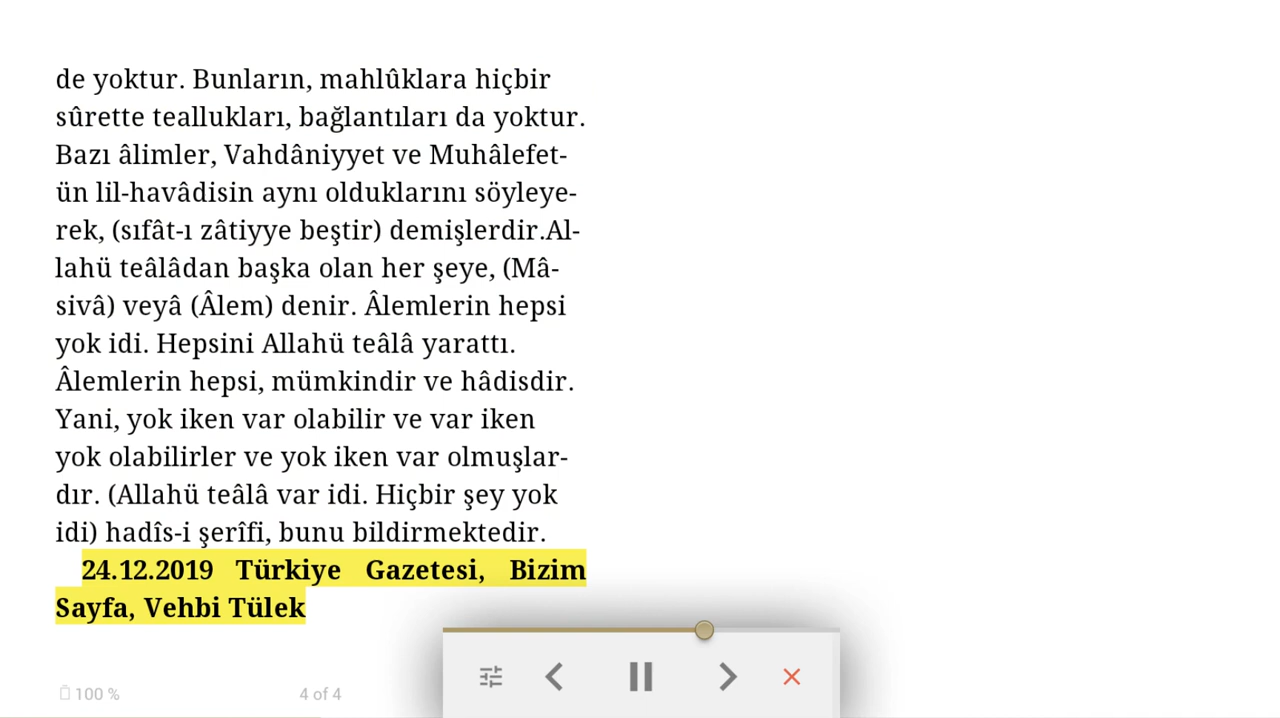 de yoktur. Bunların, mahlûklara hiçbir
sûrette teallukları, bağlantıları da yoktur.
Bazı âlimler, Vahdâniyyet ve Muhâlefet-
ün lil-havâdisin aynı olduklarını söyleye-
rek, (sıfât-ı zâtiyye beştir) demişlerdir.Al-
lahü teâlâdan başka olan her şeye, (Mâ-
sivâ) veyâ (Âlem) denir. Âlemlerin hepsi
yok idi. Hepsini Allahü teâlâ yarattı.
Âlemlerin hepsi, mümkindir ve hâdisdir.
Yani, yok iken var olabilir ve var iken
yok olabilirler ve yok iken var olmuşlar-
dır. (Allahü teâlâ var idi. Hiçbir şey yok
idi) hadîs-i şerîfi, bunu bildirmektedir.
24.12.2019 Türkiye Gazetesi, Bizim
Sayfa, Vehbi Tülek
100 %
4 of 4